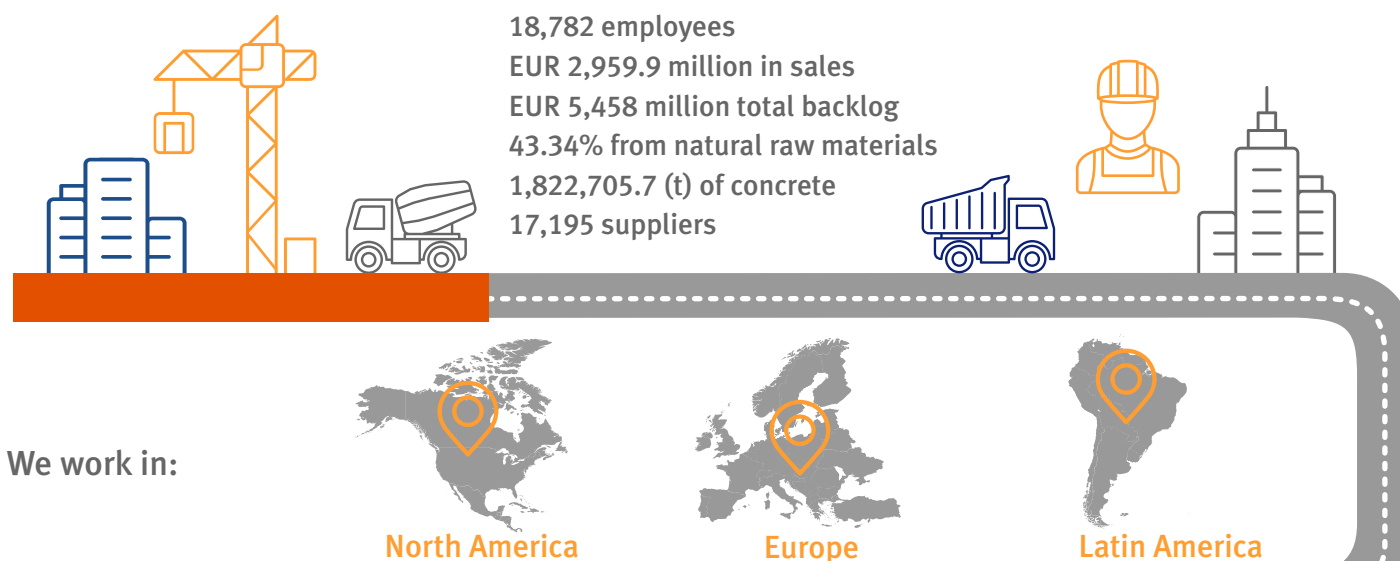 18,782 employees
EUR 2,959.9 million in sales
EUR 5,458 million total backlog
43.34% from natural raw materials
1,822,705.7 (t) of concrete
17,195 suppliers
We work in:
North America
Europe
Latin America